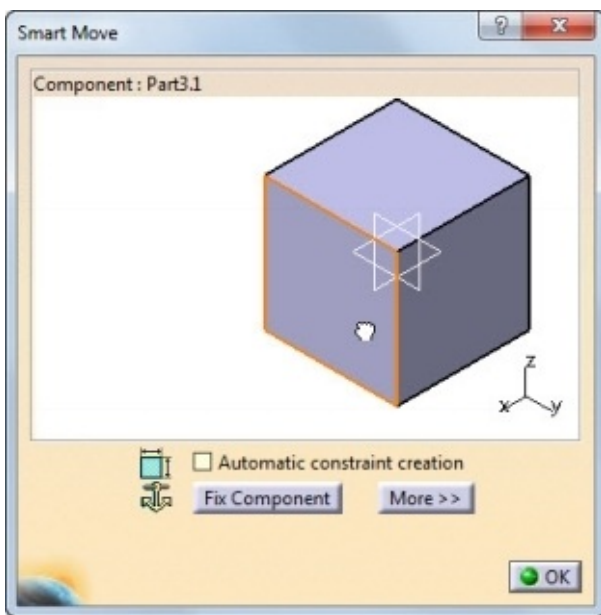 Smart Move
?
Component : Part3.1
z
x
y
Automatic constraint creation
Fix Component
More >>
OK